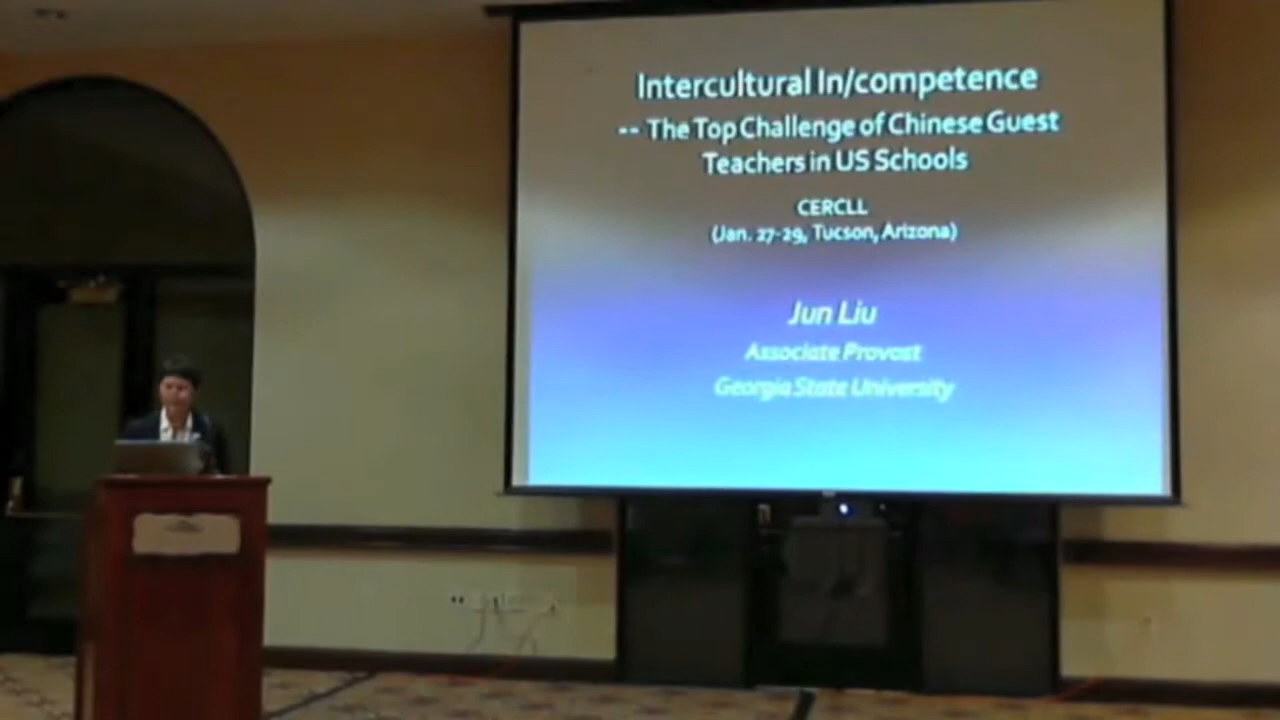 Intercultural In/competence
-- The Top Challenge of Chinese Guest
Teachers in US Schools
CERCLL
(Jan. 27-29, Tucson, Arizona)
Jun Liu
Associate Provost
Georgia State University